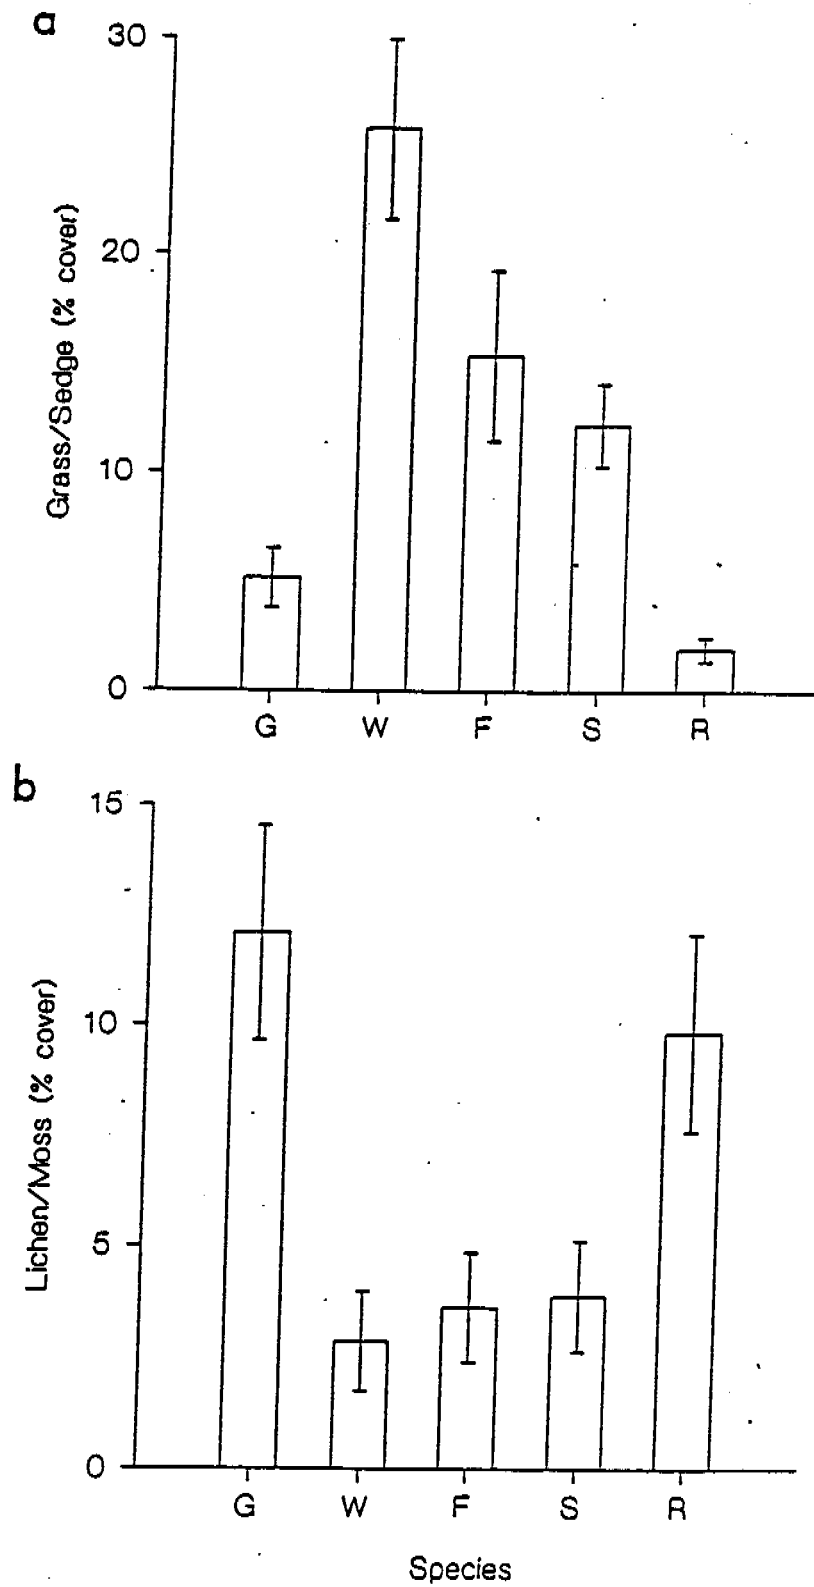 a
30
20
10
0
Grass/Sedge (% cover)
G W F S R
b
15
10
5
0
Lichen/Moss (% cover)
G W F S R
Species